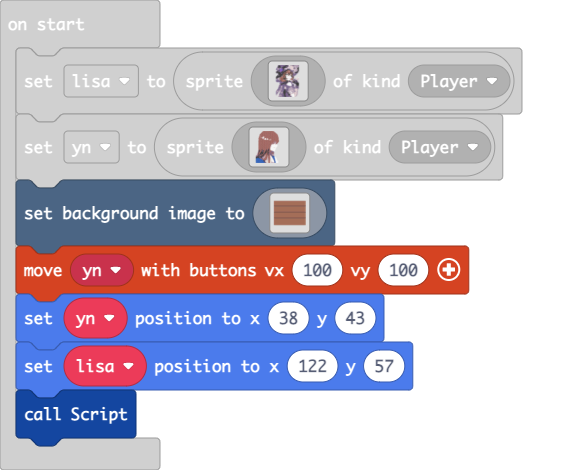 on start
set lisa to sprite of kind Player
set yn to sprite of kind Player
set background image to
move yn with buttons vx 100 vy 100
set yn position to x 38 y 43
set lisa position to x 122 y 57
call Script